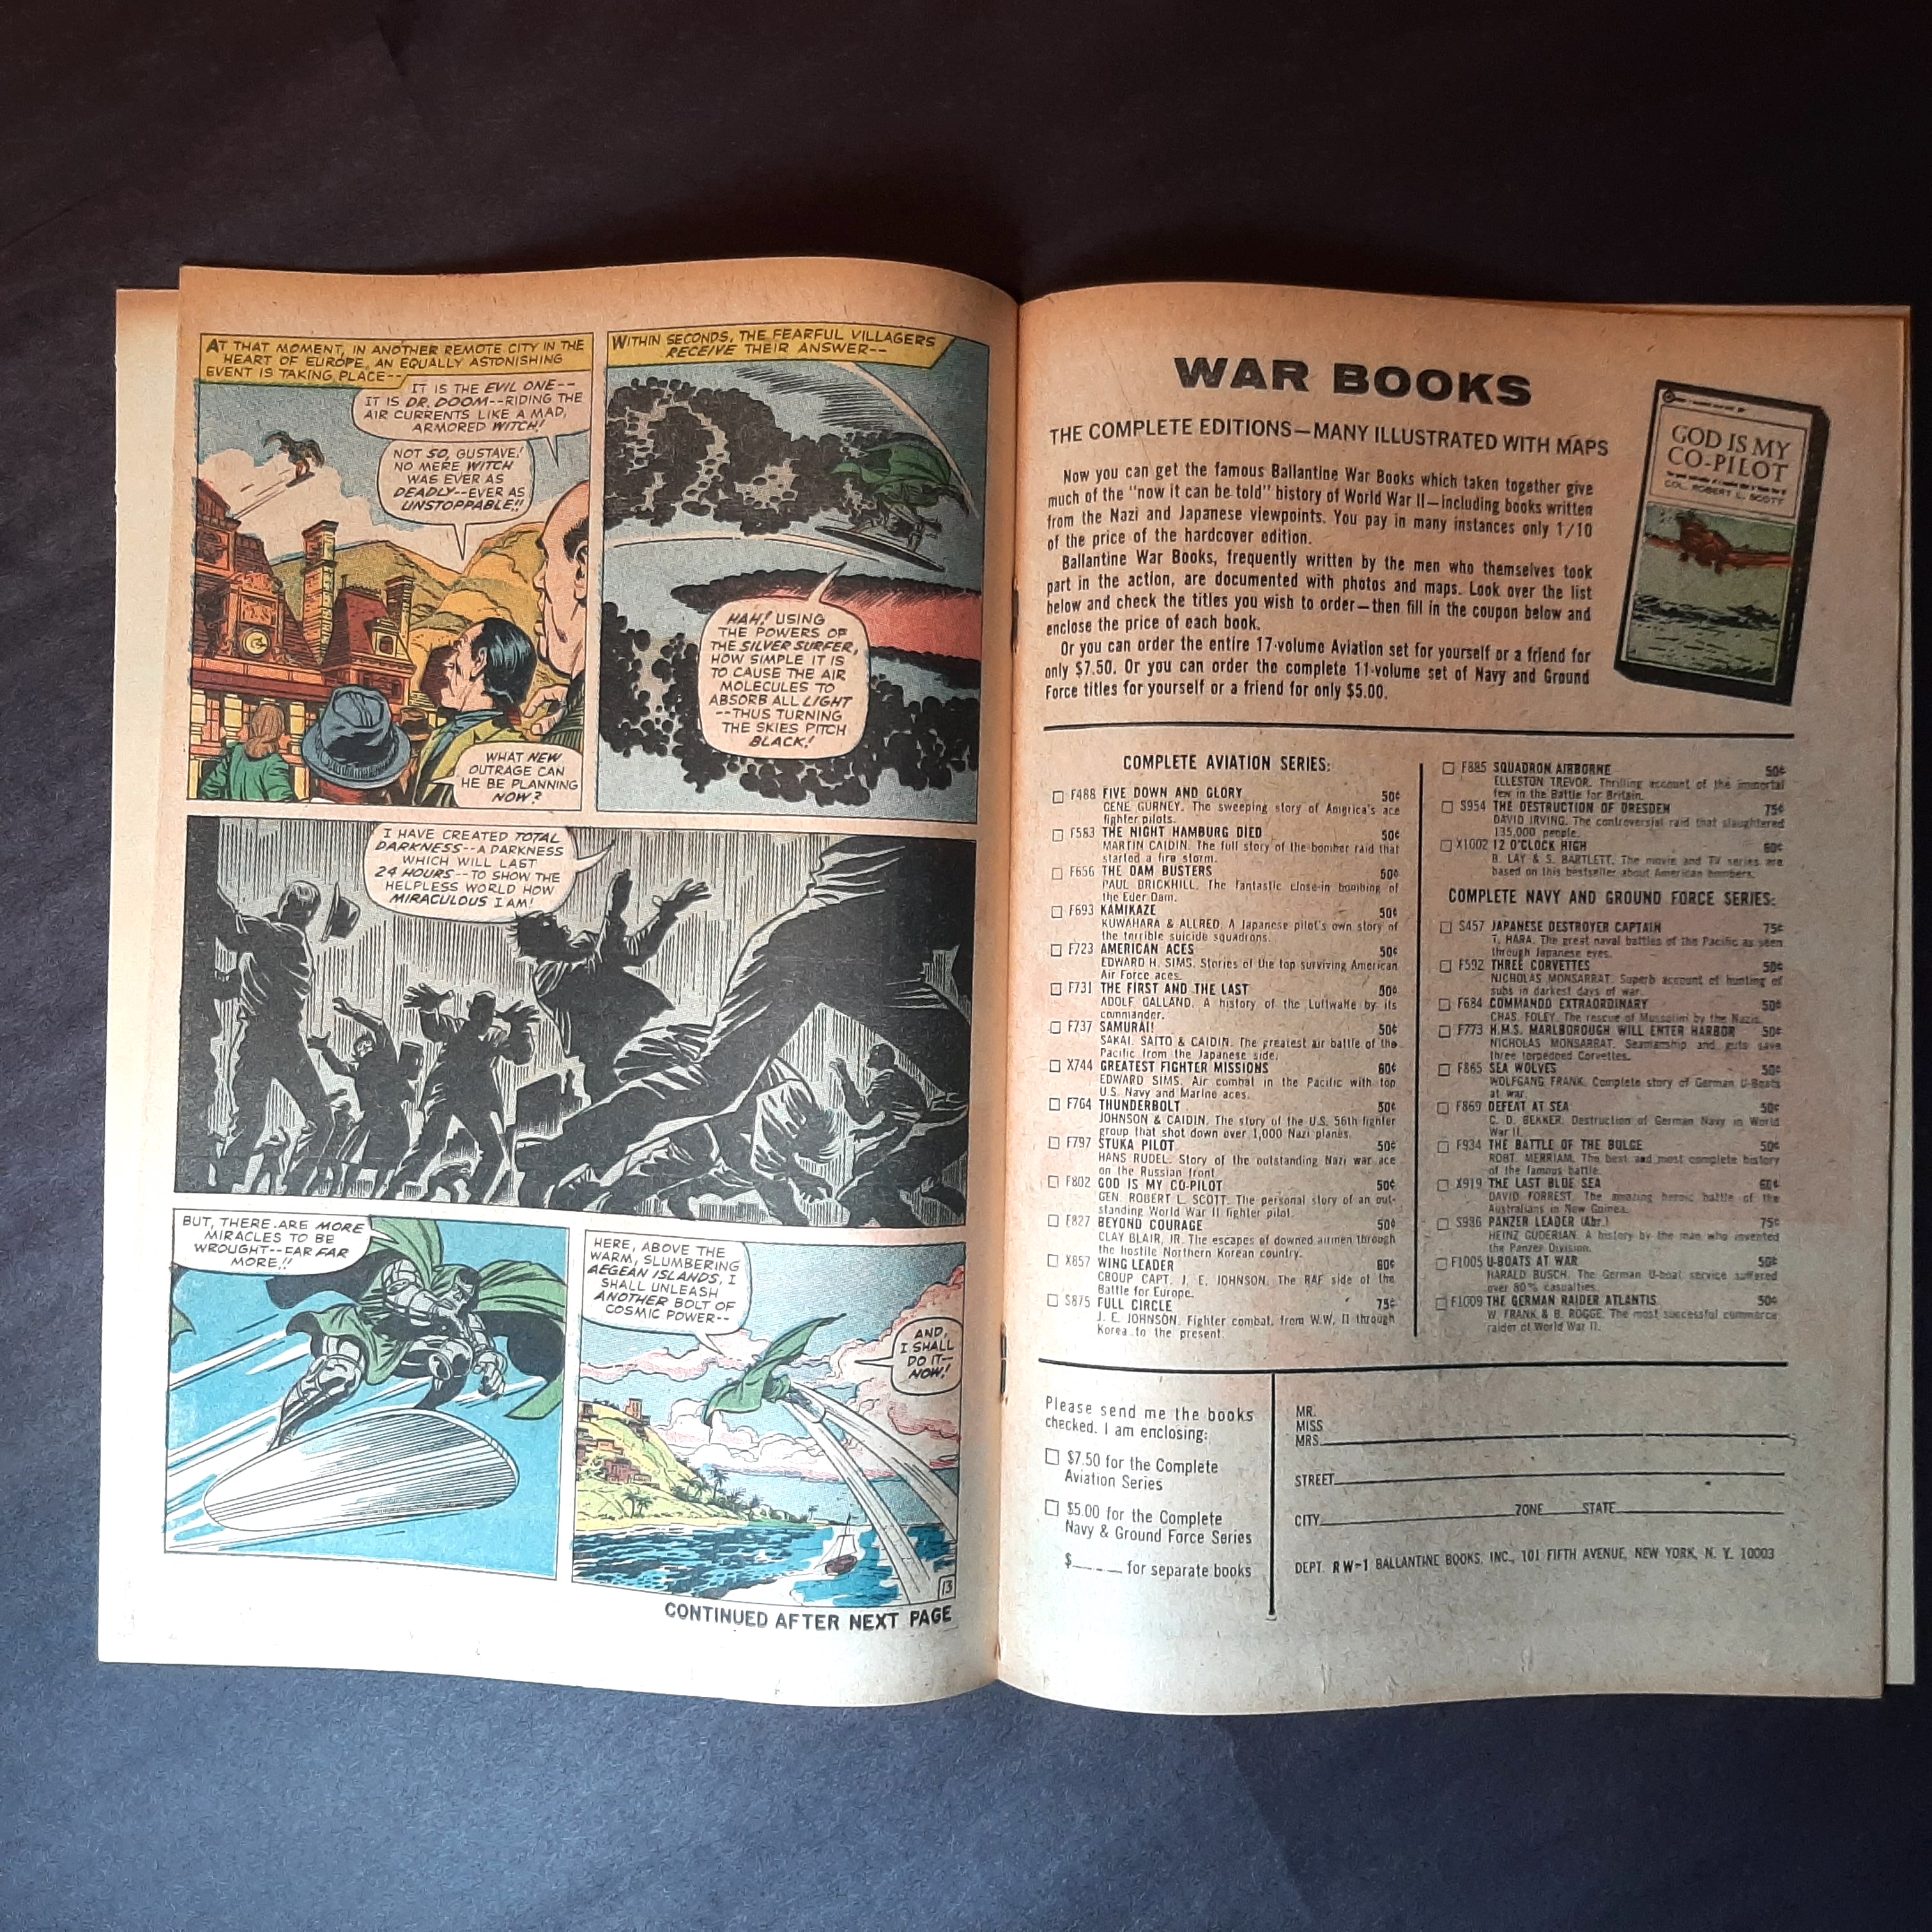 AT THAT MOMENT, IN ANOTHER REMOTE CITY IN THE
HEART OF EUROPE, AN EQUALLY ASTONISHING
EVENT IS TAKING PLACE--
IT IS THE EVIL ONE--
IT IS DR. DOOM--RIDING THE
AIR CURRENTS LIKE A MAD,
ARMORED WITCH!
NOT SO, GUSTAVE!
NO MERE WITCH
WAS EVER AS
DEADLY--EVER AS
UNSTOPPABLE!!
WHAT NEW
OUTRAGE CAN
HE BE PLANNING
NOW?
WITHIN SECONDS, THE FEARFUL VILLAGERS
RECEIVE THEIR ANSWER--
HAH! USING
THE POWERS OF
THE SILVER SURFER,
HOW SIMPLE IT IS
TO CAUSE THE AIR
MOLECULES TO
ABSORB ALL LIGHT
--THUS TURNING
THE SKIES PITCH
BLACK!
I HAVE CREATED TOTAL
DARKNESS--A DARKNESS
WHICH WILL LAST
24 HOURS--TO SHOW THE
HELPLESS WORLD HOW
MIRACULOUS I AM!
BUT, THERE ARE MORE
MIRACLES TO BE
WROUGHT--FAR FAR
MORE!!
HERE, ABOVE THE
WARM, SLUMBERING
AEGEAN ISLANDS, I
SHALL UNLEASH
ANOTHER BOLT OF
COSMIC POWER--
AND,
I SHALL
DO IT--
NOW!
13
CONTINUED AFTER NEXT PAGE
WAR BOOKS
THE COMPLETE EDITIONS—MANY ILLUSTRATED WITH MAPS
Now you can get the famous Ballantine War Books which taken together give
much of the "now it can be told" history of World War II—including books written
from the Nazi and Japanese viewpoints. You pay in many instances only 1/10
of the price of the hardcover edition.
Ballantine War Books, frequently written by the men who themselves took
part in the action, are documented with photos and maps. Look over the list
below and check the titles you wish to order—then fill in the coupon below and
enclose the price of each book.
Or you can order the entire 17-volume Aviation set for yourself or a friend for
only $7.50. Or you can order the complete 11-volume set of Navy and Ground
Force titles for yourself or a friend for only $5.00.
GOD IS MY
CO-PILOT
COL. ROBERT L. SCOTT
COMPLETE AVIATION SERIES:
F488 FIVE DOWN AND GLORY 50¢
GENE GURNEY. The sweeping story of America's ace
fighter pilots.
F583 THE NIGHT HAMBURG DIED 50¢
MARTIN CAIDIN. The full story of the bomber raid that
started a fire storm.
F656 THE DAM BUSTERS 50¢
PAUL BRICKHILL. The fantastic close-in bombing of
the Eder Dam.
F693 KAMIKAZE 50¢
KUWAHARA & ALLRED. A Japanese pilot's own story of
the terrible suicide squadrons.
F723 AMERICAN ACES 50¢
EDWARD H. SIMS. Stories of the top surviving American
Air Force aces.
F731 THE FIRST AND THE LAST 50¢
ADOLF GALLAND. A history of the Luftwaffe by its
commander.
F737 SAMURAI! 50¢
SAKAI, SAITO & CAIDIN. The greatest air battle of the
Pacific from the Japanese side.
X744 GREATEST FIGHTER MISSIONS 60¢
EDWARD SIMS. Air combat in the Pacific with top
U.S. Navy and Marine aces.
F764 THUNDERBOLT 50¢
JOHNSON & CAIDIN. The story of the U.S. 56th fighter
group that shot down over 1,000 Nazi planes.
F797 STUKA PILOT 50¢
HANS RUDEL. Story of the outstanding Nazi war ace
on the Russian front.
F802 GOD IS MY CO-PILOT 50¢
GEN. ROBERT L. SCOTT. The personal story of an out-
standing World War II fighter pilot.
F827 BEYOND COURAGE 50¢
CLAY BLAIR, JR. The escapes of downed airmen through
the hostile Northern Korean country.
X857 WING LEADER 60¢
GROUP CAPT. J. E. JOHNSON. The RAF side of the
Battle for Europe.
S875 FULL CIRCLE 75¢
J. E. JOHNSON. Fighter combat, from W.W. II through
Korea to the present.
F885 SQUADRON AIRBORNE 50¢
ELLESTON TREVOR. Thrilling account of the immortal
few in the Battle for Britain.
S954 THE DESTRUCTION OF DRESDEN 75¢
DAVID IRVING. The controversial raid that slaughtered
135,000 people.
X1002 12 O'CLOCK HIGH 60¢
B. LAY & S. BARTLETT. The movie and TV series are
based on this bestseller about American bombers.
COMPLETE NAVY AND GROUND FORCE SERIES:
S457 JAPANESE DESTROYER CAPTAIN 75¢
T. HARA. The great naval battles of the Pacific as seen
through Japanese eyes.
F592 THREE CORVETTES 50¢
NICHOLAS MONSARRAT. Superb account of hunting of
subs in darkest days of war.
F684 COMMANDO EXTRAORDINARY 50¢
CHAS. FOLEY. The rescue of Mussolini by the Nazis.
F773 H.M.S. MARLBOROUGH WILL ENTER HARBOR 50¢
NICHOLAS MONSARRAT. Seamanship and guts save
three torpedoed Corvettes.
F865 SEA WOLVES 50¢
WOLFGANG FRANK. Complete story of German U-Boats
at war.
F869 DEFEAT AT SEA 50¢
C. D. BEKKER. Destruction of German Navy in World
War II.
F934 THE BATTLE OF THE BULGE 50¢
ROBT. MERRIAM. The best and most complete history
of the famous battle.
X919 THE LAST BLUE SEA 60¢
DAVID FORREST. The amazing heroic battle of the
Australians in New Guinea.
S986 PANZER LEADER (Abr.) 75¢
HEINZ GUDERIAN. A history by the man who invented
the Panzer Division.
F1005 U-BOATS AT WAR 50¢
HARALD BUSCH. The German U-boat service suffered
over 80% casualties.
F1009 THE GERMAN RAIDER ATLANTIS 50¢
W. FRANK & B. ROGGE. The most successful commerce
raider of World War II.
Please send me the books
checked. I am enclosing:
$7.50 for the Complete
Aviation Series
$5.00 for the Complete
Navy & Ground Force Series
$____ for separate books
MR.
MISS
MRS.
STREET
CITY ZONE STATE
DEPT. RW-1 BALLANTINE BOOKS, INC., 101 FIFTH AVENUE, NEW YORK, N. Y. 10003